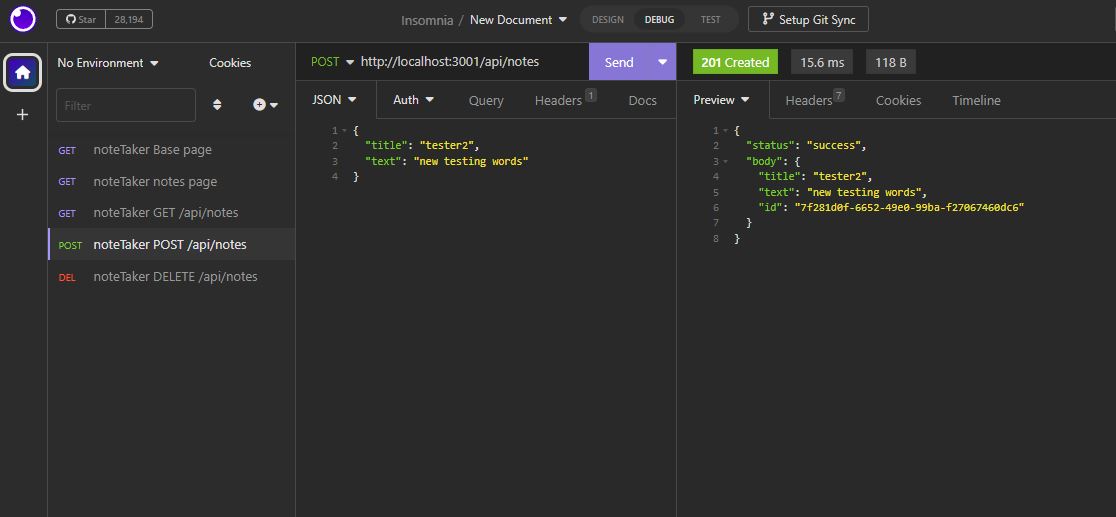 Star 28,194 Insomnia / New Document DESIGN DEBUG TEST Setup Git Sync
No Environment Cookies
POST http://localhost:3001/api/notes Send
201 Created 15.6 ms 118 B
Filter
JSON Auth Query Headers 1 Docs
Preview Headers 7 Cookies Timeline
GET noteTaker Base page
GET noteTaker notes page
GET noteTaker GET /api/notes
POST noteTaker POST /api/notes
DEL noteTaker DELETE /api/notes
1 {
2 "title": "tester2",
3 "text": "new testing words"
4 }
1 {
2 "status": "success",
3 "body": {
4 "title": "tester2",
5 "text": "new testing words",
6 "id": "7f281d0f-6652-49e0-99ba-f27067460dc6"
7 }
8 }